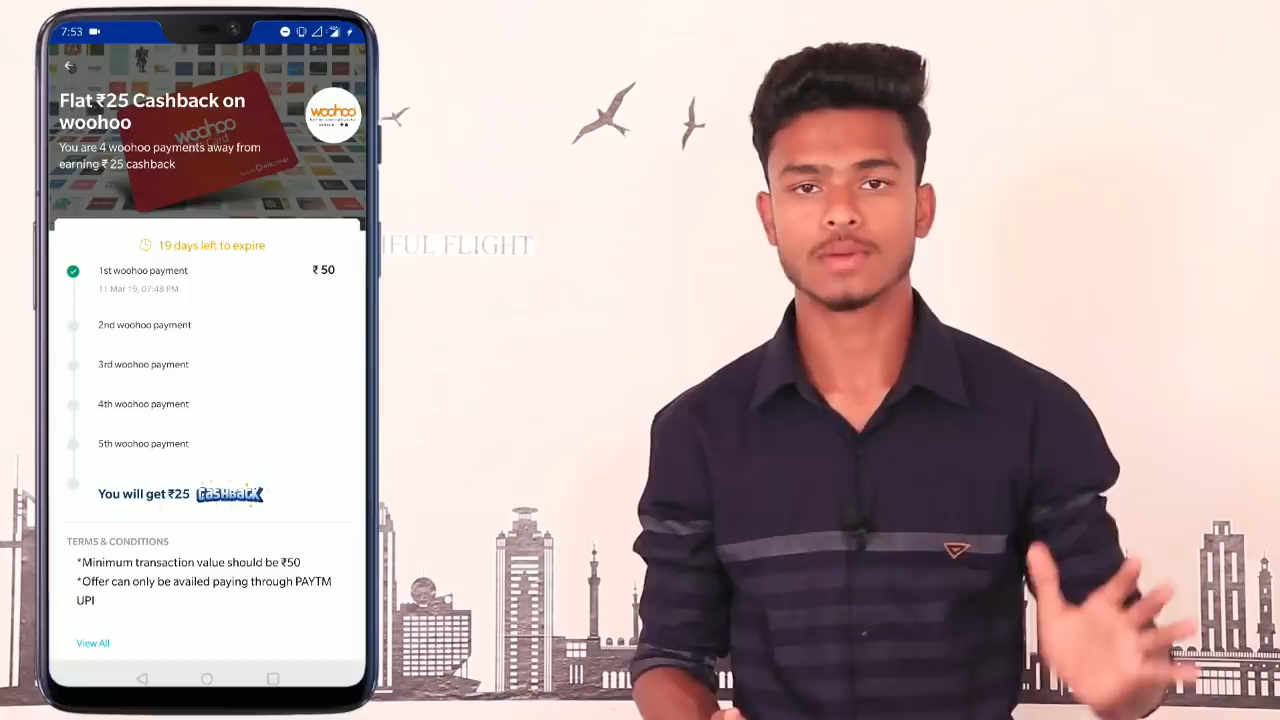 7:53
Flat ₹25 Cashback on
woohoo
woohoo
You are 4 woohoo payments away from
earning ₹ 25 cashback
woohoo
19 days left to expire
1st woohoo payment
₹ 50
11 Mar 19, 07:48 PM
2nd woohoo payment
3rd woohoo payment
4th woohoo payment
5th woohoo payment
You will get ₹25 CASHBACK
TERMS & CONDITIONS
*Minimum transaction value should be ₹50
*Offer can only be availed paying through PAYTM
UPI
View All
FUL FLIGHT